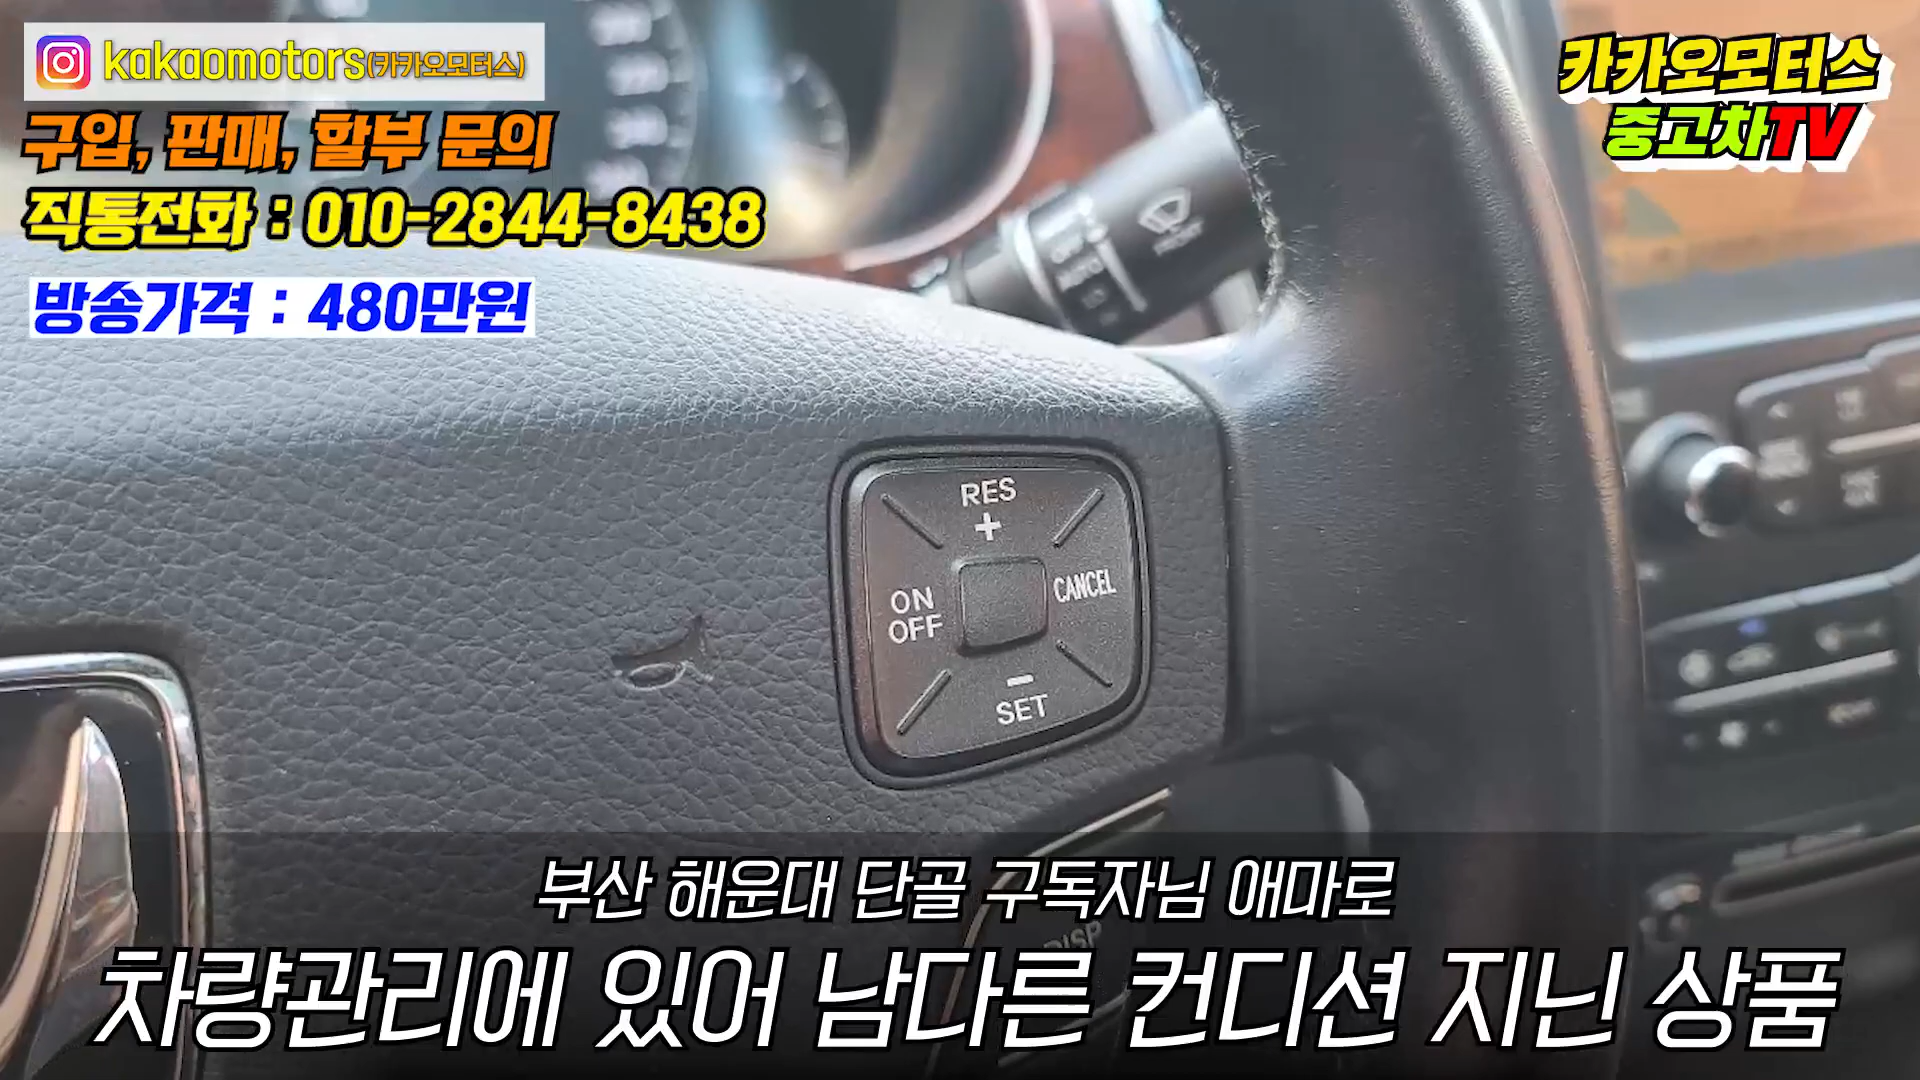 kakaomotors(카카오모터스)
구입, 판매, 할부 문의
직통전화 : 010-2844-8438
방송가격 : 480만원
카카오모터스
중고차TV
RES
+
ON
OFF
CANCEL
-
SET
DISP
부산 해운대 단골 구독자님 애마로
차량관리에 있어 남다른 컨디션 지닌 상품